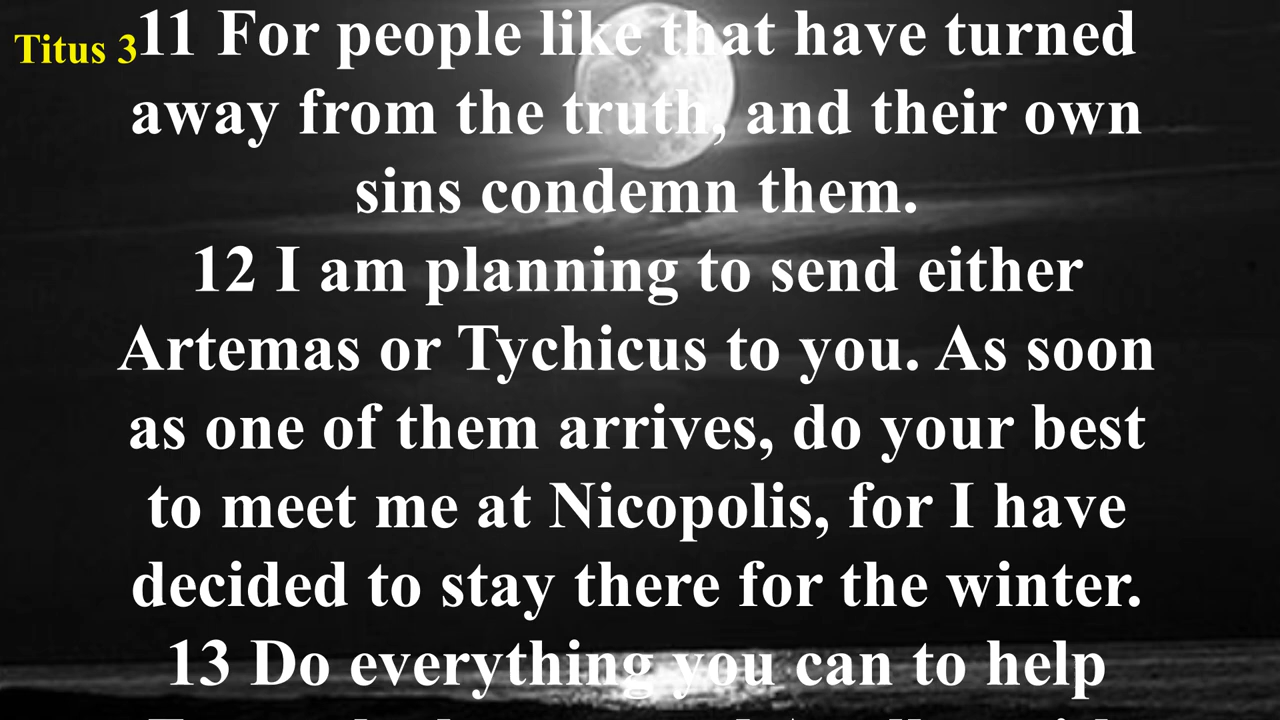 Titus 3
11 For people like that have turned
away from the truth, and their own
sins condemn them.
12 I am planning to send either
Artemas or Tychicus to you. As soon
as one of them arrives, do your best
to meet me at Nicopolis, for I have
decided to stay there for the winter.
13 Do everything you can to help